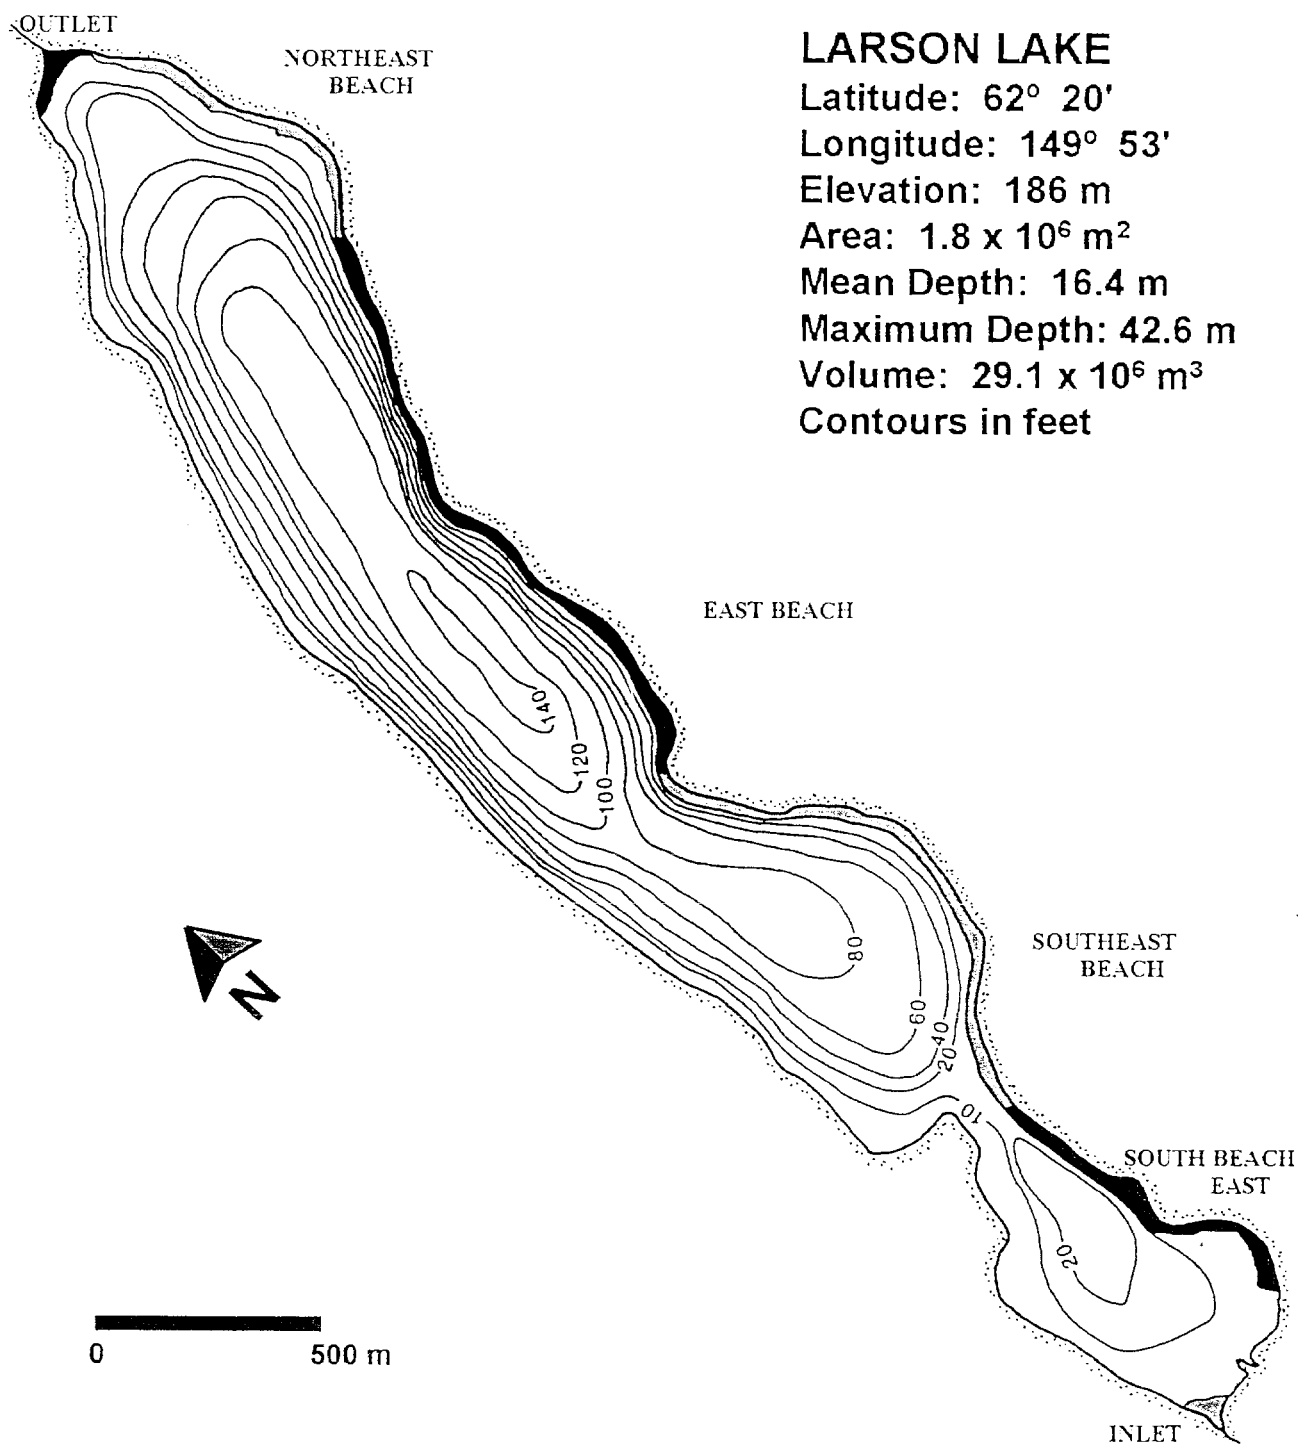 OUTLET
NORTHEAST
BEACH
LARSON LAKE
Latitude: 62º 20'
Longitude: 149º 53'
Elevation: 186 m
Area: 1.8 x 10⁶ m²
Mean Depth: 16.4 m
Maximum Depth: 42.6 m
Volume: 29.1 x 10⁶ m³
Contours in feet
EAST BEACH
140
120
100
80
60
40
20
10
20
N
SOUTHEAST
BEACH
SOUTH BEACH
EAST
0 500 m
INLET